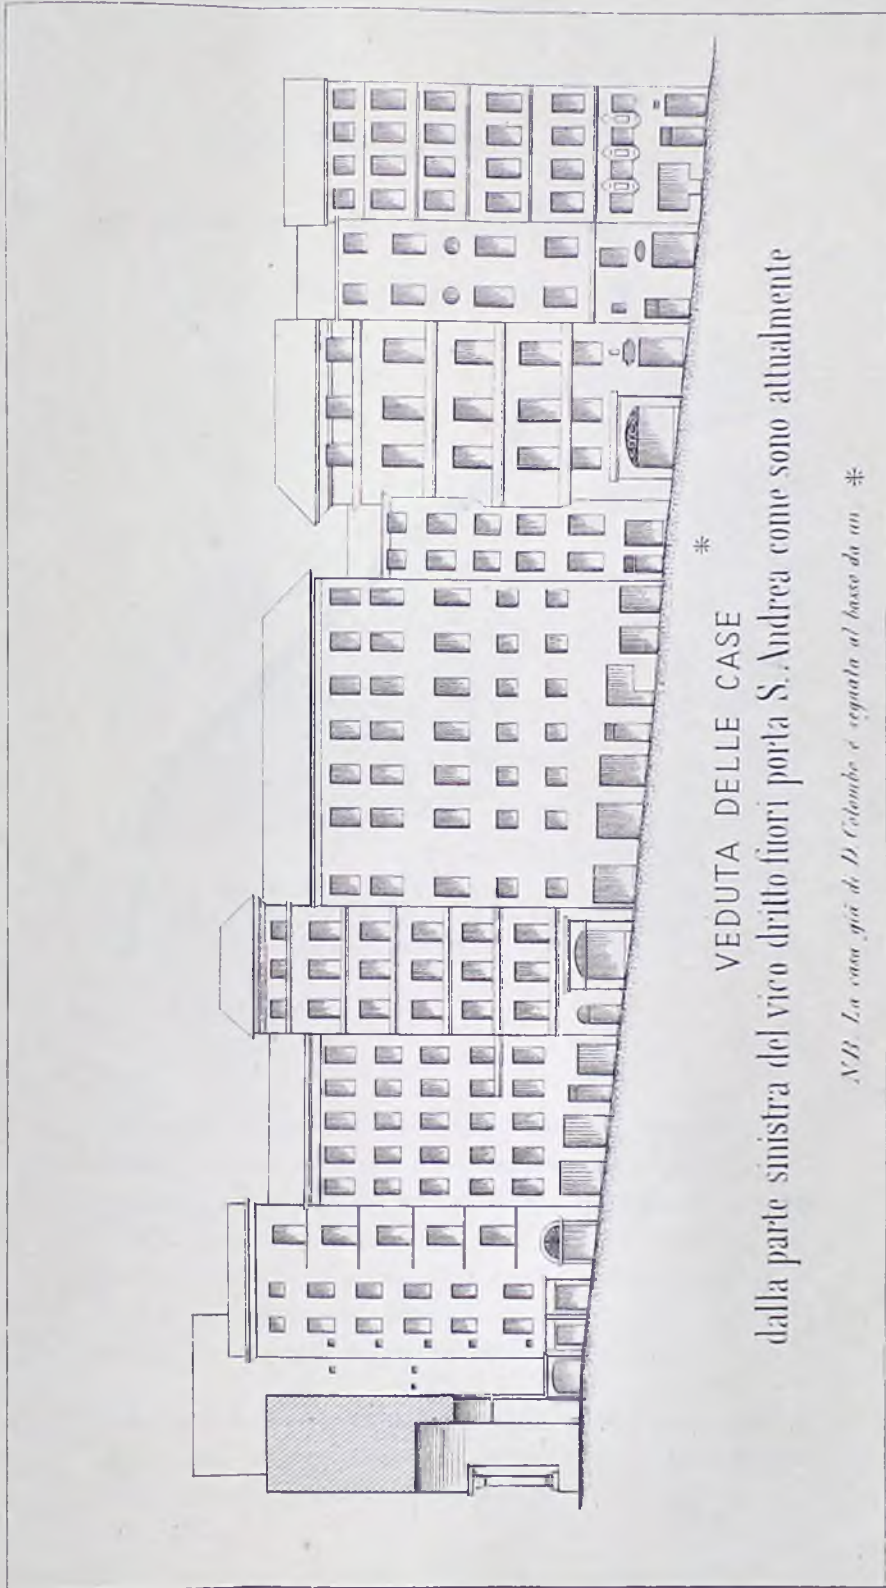 *
VEDUTA DELLE CASE
dalla parte sinistra del vico dritto fuori porta S. Andrea come sono attualmente
N.B. La casa già di D. Colombo è segnata al basso da un *